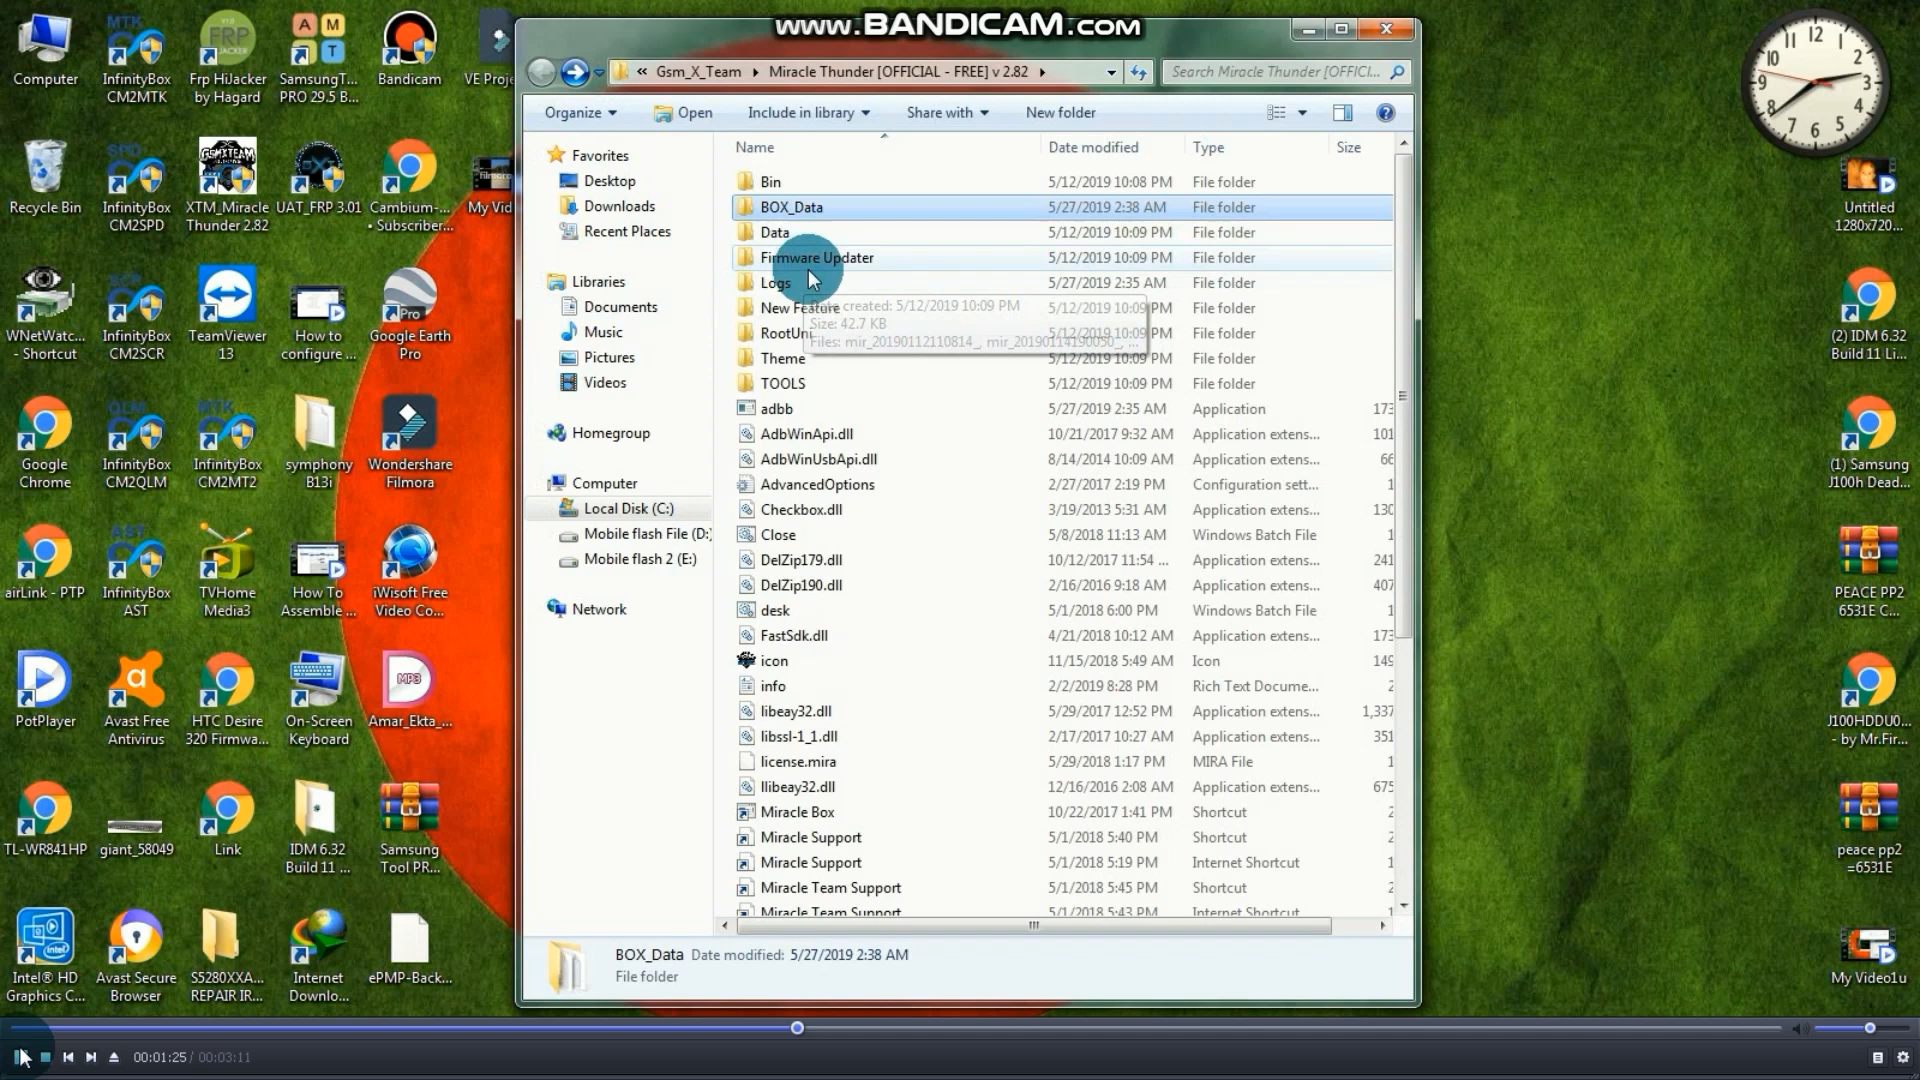 www.BANDICAM.com
Computer
InfinityBox
CM2MTK
Frp HiJacker
by Hagard
SamsungT...
PRO 29.5 B...
Bandicam
VE Proje
Recycle Bin
InfinityBox
CM2SPD
XTM_Miracle
Thunder 2.82
UAT_FRP 3.01
Cambium-...
• Subscriber...
My Vid
WNetWatc...
- Shortcut
InfinityBox
CM2SCR
TeamViewer
13
How to
configure ...
Google Earth
Pro
Google
Chrome
InfinityBox
CM2QLM
InfinityBox
CM2MT2
symphony
B13i
Wondershare
Filmora
airLink - PTP
InfinityBox
AST
TVHome
Media3
How To
Assemble ...
iWisoft Free
Video Co...
PotPlayer
Avast Free
Antivirus
HTC Desire
320 Firmwa...
On-Screen
Keyboard
MP3
Amar_Ekta_...
TL-WR841HP
giant_58049
Link
IDM 6.32
Build 11 ...
Samsung
Tool PR...
Intel® HD
Graphics C...
Avast Secure
Browser
S5280XXA...
REPAIR IR...
Internet
Downlo...
ePMP-Back...
« Gsm_X_Team ▸ Miracle Thunder [OFFICIAL - FREE] v 2.82 ▸
Search Miracle Thunder [OFFICI...
Organize
Open
Include in library
Share with
New folder
Favorites
Desktop
Downloads
Recent Places
Libraries
Documents
Music
Pictures
Videos
Homegroup
Computer
Local Disk (C:)
Mobile flash File (D:)
Mobile flash 2 (E:)
Network
Name Date modified Type Size
Bin 5/12/2019 10:08 PM File folder
BOX_Data 5/27/2019 2:38 AM File folder
Data 5/12/2019 10:09 PM File folder
Firmware Updater 5/12/2019 10:09 PM File folder
Logs 5/27/2019 2:35 AM File folder
New Feature 5/12/2019 10:09 PM File folder
RootUni 5/12/2019 10:09 PM File folder
Theme 5/12/2019 10:09 PM File folder
TOOLS 5/12/2019 10:09 PM File folder
Date created: 5/12/2019 10:09 PM
Size: 42.7 KB
Files: mir_20190112110814_, mir_20190114190050_, ...
adbb 5/27/2019 2:35 AM Application 173
AdbWinApi.dll 10/21/2017 9:32 AM Application extens... 101
AdbWinUsbApi.dll 8/14/2014 10:09 AM Application extens... 66
AdvancedOptions 2/27/2017 2:19 PM Configuration sett... 1
Checkbox.dll 3/19/2013 5:31 AM Application extens... 130
Close 5/8/2018 11:13 AM Windows Batch File 1
DelZip179.dll 10/12/2017 11:54 ... Application extens... 241
DelZip190.dll 2/16/2016 9:18 AM Application extens... 407
desk 5/1/2018 6:00 PM Windows Batch File 1
FastSdk.dll 4/21/2018 10:12 AM Application extens... 173
icon 11/15/2018 5:49 AM Icon 149
info 2/2/2019 8:28 PM Rich Text Docume... 2
libeay32.dll 5/29/2017 12:52 PM Application extens... 1,337
libssl-1_1.dll 2/17/2017 10:27 AM Application extens... 351
license.mira 5/29/2018 1:17 PM MIRA File 1
llibeay32.dll 12/16/2016 2:08 AM Application extens... 675
Miracle Box 10/22/2017 1:41 PM Shortcut 2
Miracle Support 5/1/2018 5:40 PM Shortcut 2
Miracle Support 5/1/2018 5:19 PM Internet Shortcut 1
Miracle Team Support 5/1/2018 5:45 PM Shortcut 2
Miracle Team Support 5/1/2018 5:43 PM Internet Shortcut 1
BOX_Data Date modified: 5/27/2019 2:38 AM
File folder
12 1 2 3 4 5 6 7 8 9 10 11
Untitled
1280x720...
(2) IDM 6.32
Build 11 Li...
(1) Samsung
J100h Dead...
PEACE PP2
6531E C...
J100HDDU0...
- by Mr.Fir...
peace pp2
=6531E
My Video1u
00:01:25 / 00:03:11